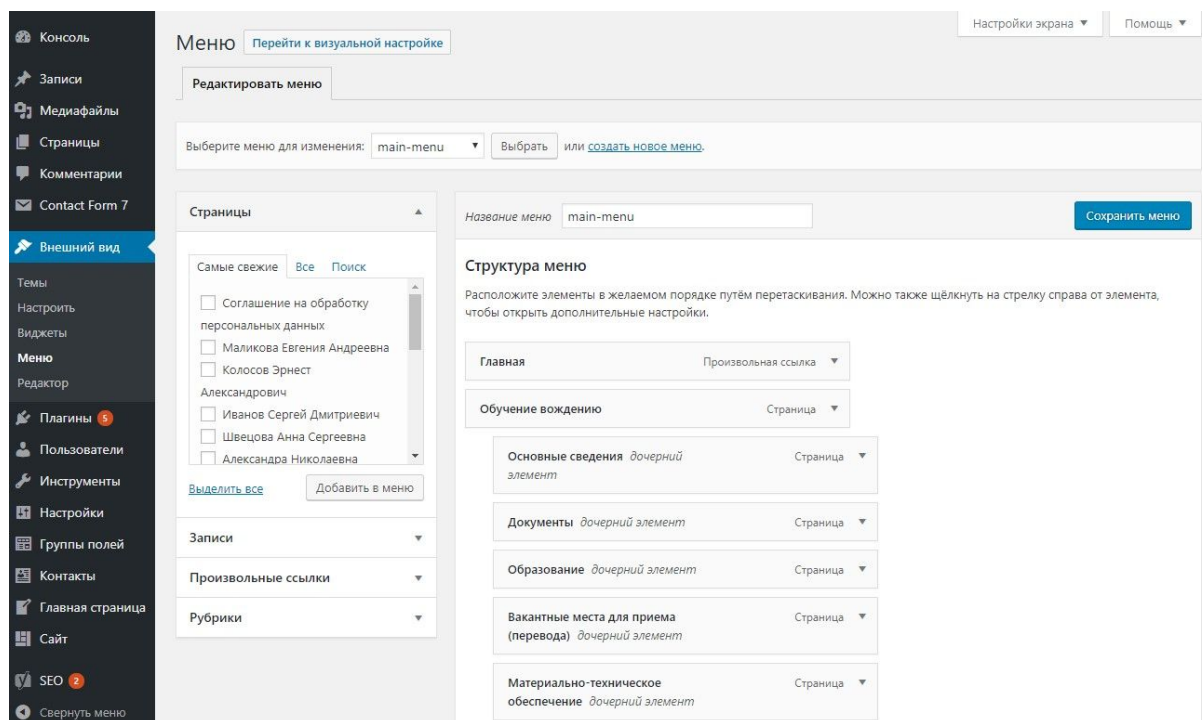 Консоль
Записи
Медиафайлы
Страницы
Комментарии
Contact Form 7
Внешний вид
Темы
Настроить
Виджеты
Меню
Редактор
Плагины 5
Пользователи
Инструменты
Настройки
Группы полей
Контакты
Главная страница
Сайт
SEO 2
Свернуть меню
Настройки экрана
Помощь
Меню Перейти к визуальной настройке
Редактировать меню
Выберите меню для изменения: main-menu Выбрать или создать новое меню.
Страницы
Самые свежие Все Поиск
Соглашение на обработку
персональных данных
Маликова Евгения Андреевна
Колосов Эрнест
Александрович
Иванов Сергей Дмитриевич
Швецова Анна Сергеевна
Александра Николаевна
Выделить все Добавить в меню
Записи
Произвольные ссылки
Рубрики
Название меню main-menu Сохранить меню
Структура меню
Расположите элементы в желаемом порядке путём перетаскивания. Можно также щёлкнуть на стрелку справа от элемента,
чтобы открыть дополнительные настройки.
Главная Произвольная ссылка
Обучение вождению Страница
Основные сведения дочерний Страница
элемент
Документы дочерний элемент Страница
Образование дочерний элемент Страница
Вакантные места для приема Страница
(перевода) дочерний элемент
Материально-техническое Страница
обеспечение дочерний элемент